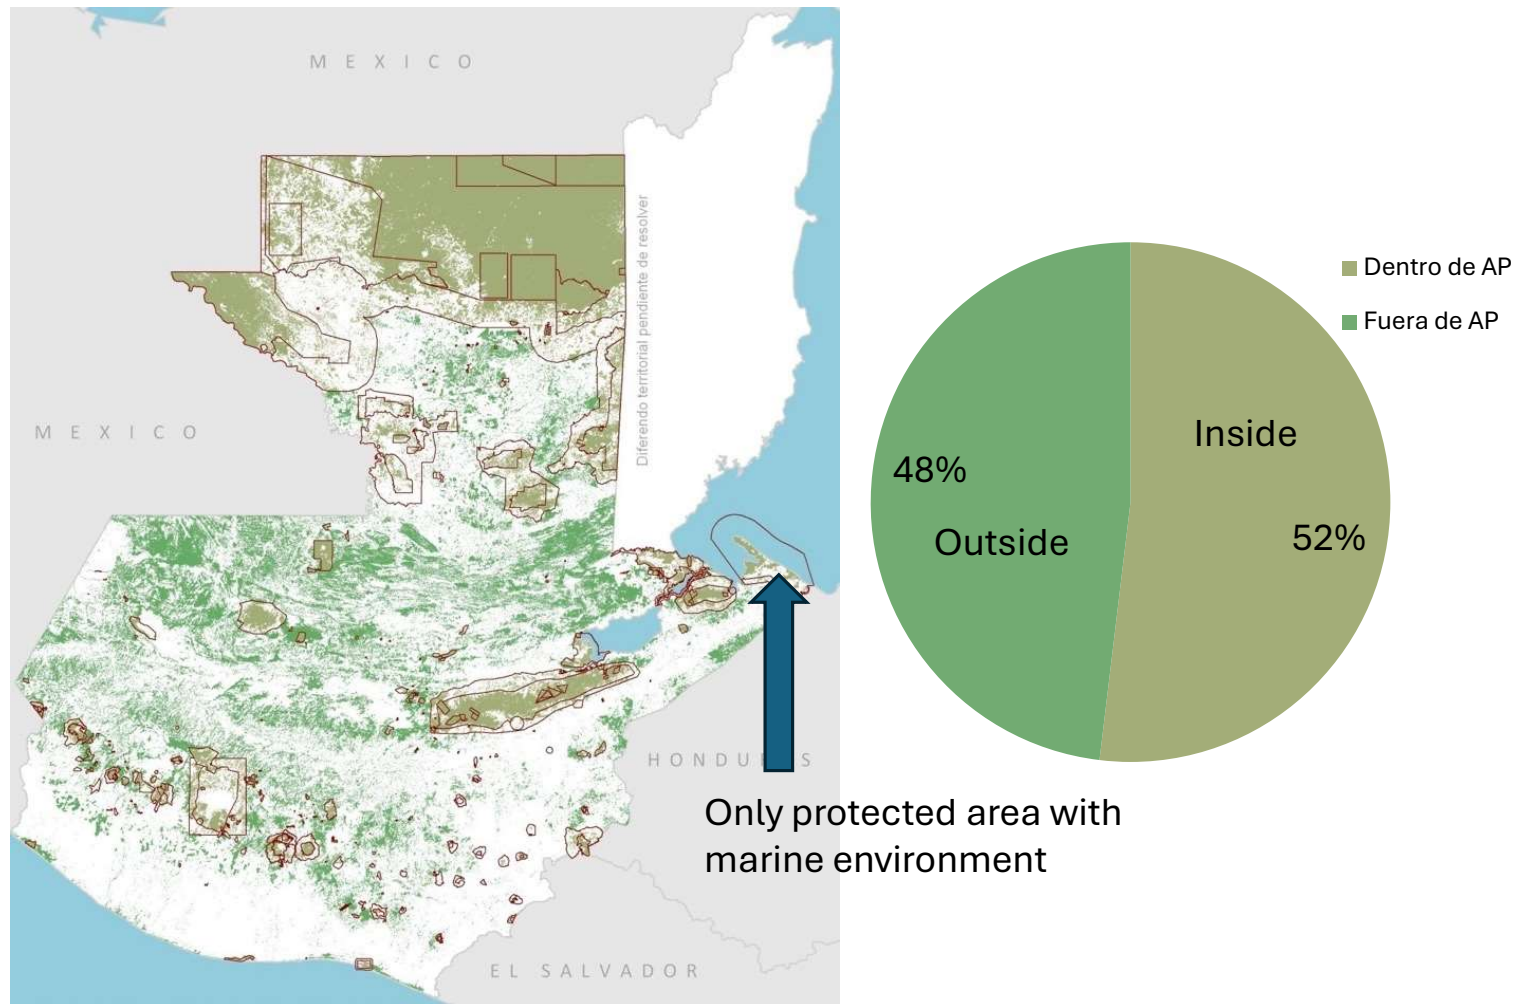 MEXICO
Diferendo territorial pendiente de resolver
MEXICO
HONDURAS
EL SALVADOR
Only protected area with
marine environment
Dentro de AP
Fuera de AP
Inside
48%
Outside
52%